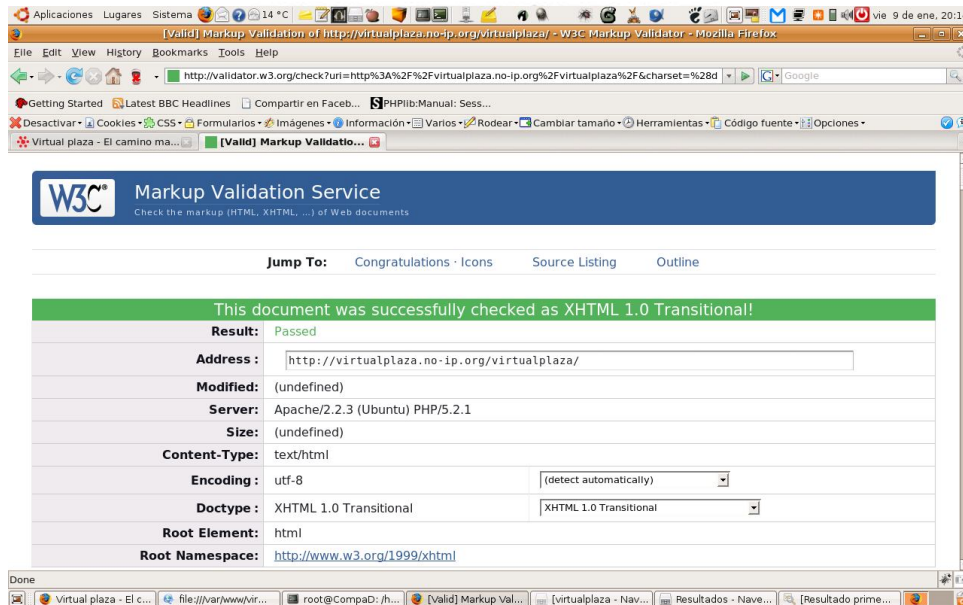 Aplicaciones Lugares Sistema 14 °C vie 9 de ene, 20:1
[Valid] Markup Validation of http://virtualplaza.no-ip.org/virtualplaza/ - W3C Markup Validator - Mozilla Firefox
File Edit View History Bookmarks Tools Help
http://validator.w3.org/check?uri=http%3A%2F%2Fvirtualplaza.no-ip.org%2Fvirtualplaza%2F&charset=%28d G Google
Getting Started Latest BBC Headlines Compartir en Faceb... PHPlib:Manual: Sess...
Desactivar Cookies CSS Formularios Imágenes Información Varios Rodear Cambiar tamaño Herramientas Código fuente Opciones
Virtual plaza - El camino ma... [Valid] Markup Validatio...
W3C® Markup Validation Service
Check the markup (HTML, XHTML, ...) of Web documents
Jump To: Congratulations · Icons Source Listing Outline
This document was successfully checked as XHTML 1.0 Transitional!
Result: Passed
Address : http://virtualplaza.no-ip.org/virtualplaza/
Modified: (undefined)
Server: Apache/2.2.3 (Ubuntu) PHP/5.2.1
Size: (undefined)
Content-Type: text/html
Encoding : utf-8 (detect automatically)
Doctype : XHTML 1.0 Transitional XHTML 1.0 Transitional
Root Element: html
Root Namespace: http://www.w3.org/1999/xhtml
Done
Virtual plaza - El c... file:///var/www/vir... root@CompaD: /h... [Valid] Markup Val... [virtualplaza - Nav... Resultados - Nave... [Resultado prime...